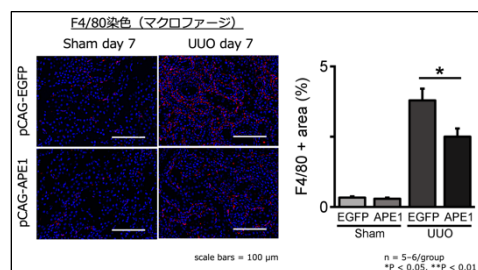 F4/80染色（マクロファージ）
Sham day 7
UUO day 7
pCAG-EGFP
pCAG-APE1
scale bars = 100 μm
F4/80 + area (%)
5
0
*
EGFP
APE1
EGFP
APE1
Sham
UUO
n = 5–6/group
*P < 0.05, **P < 0.01